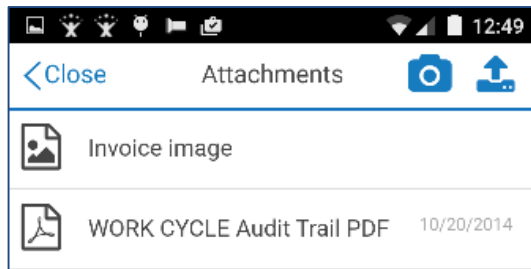 12:49
Close Attachments
Invoice image
WORK CYCLE Audit Trail PDF 10/20/2014